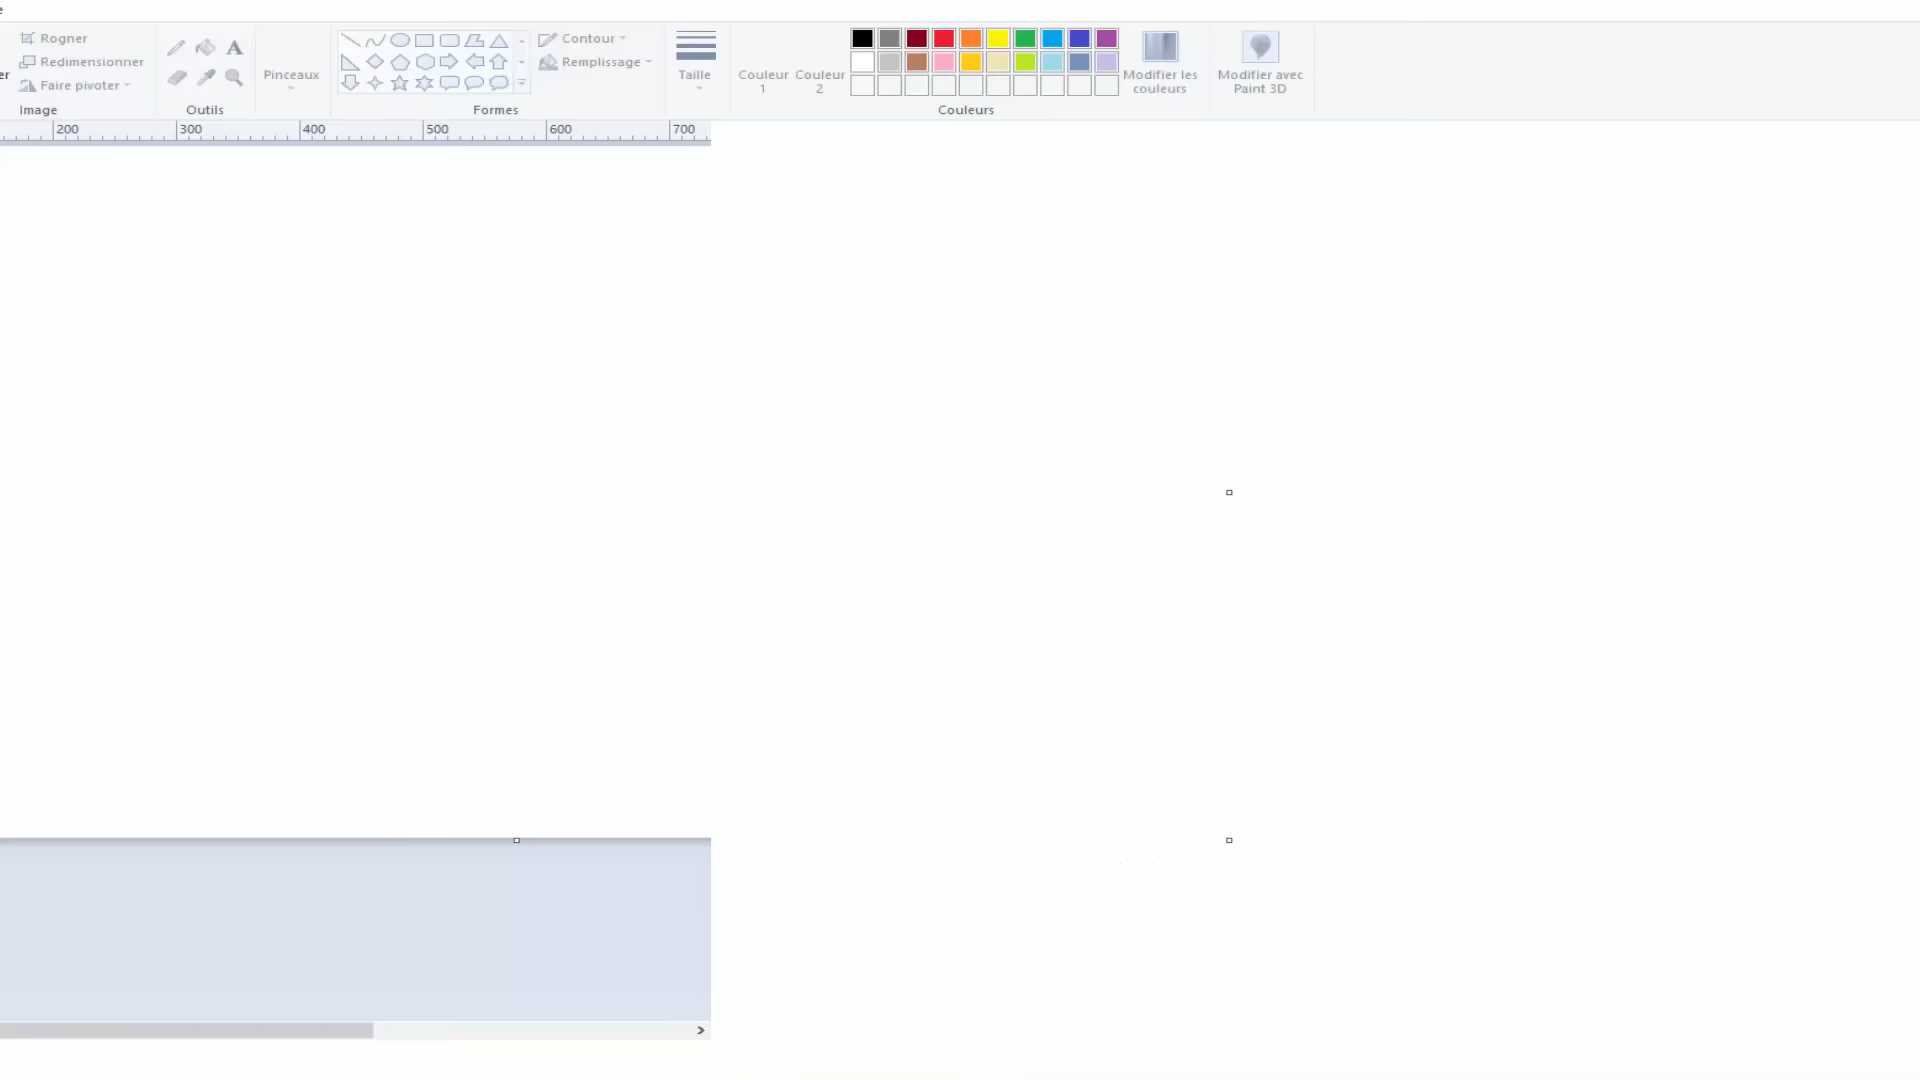 Rogner
Redimensionner
Faire pivoter
Image
A
Outils
Pinceaux
Formes
Contour
Remplissage
Taille
Couleur
1
Couleur
2
Couleurs
Modifier les
couleurs
Modifier avec
Paint 3D
200 300 400 500 600 700